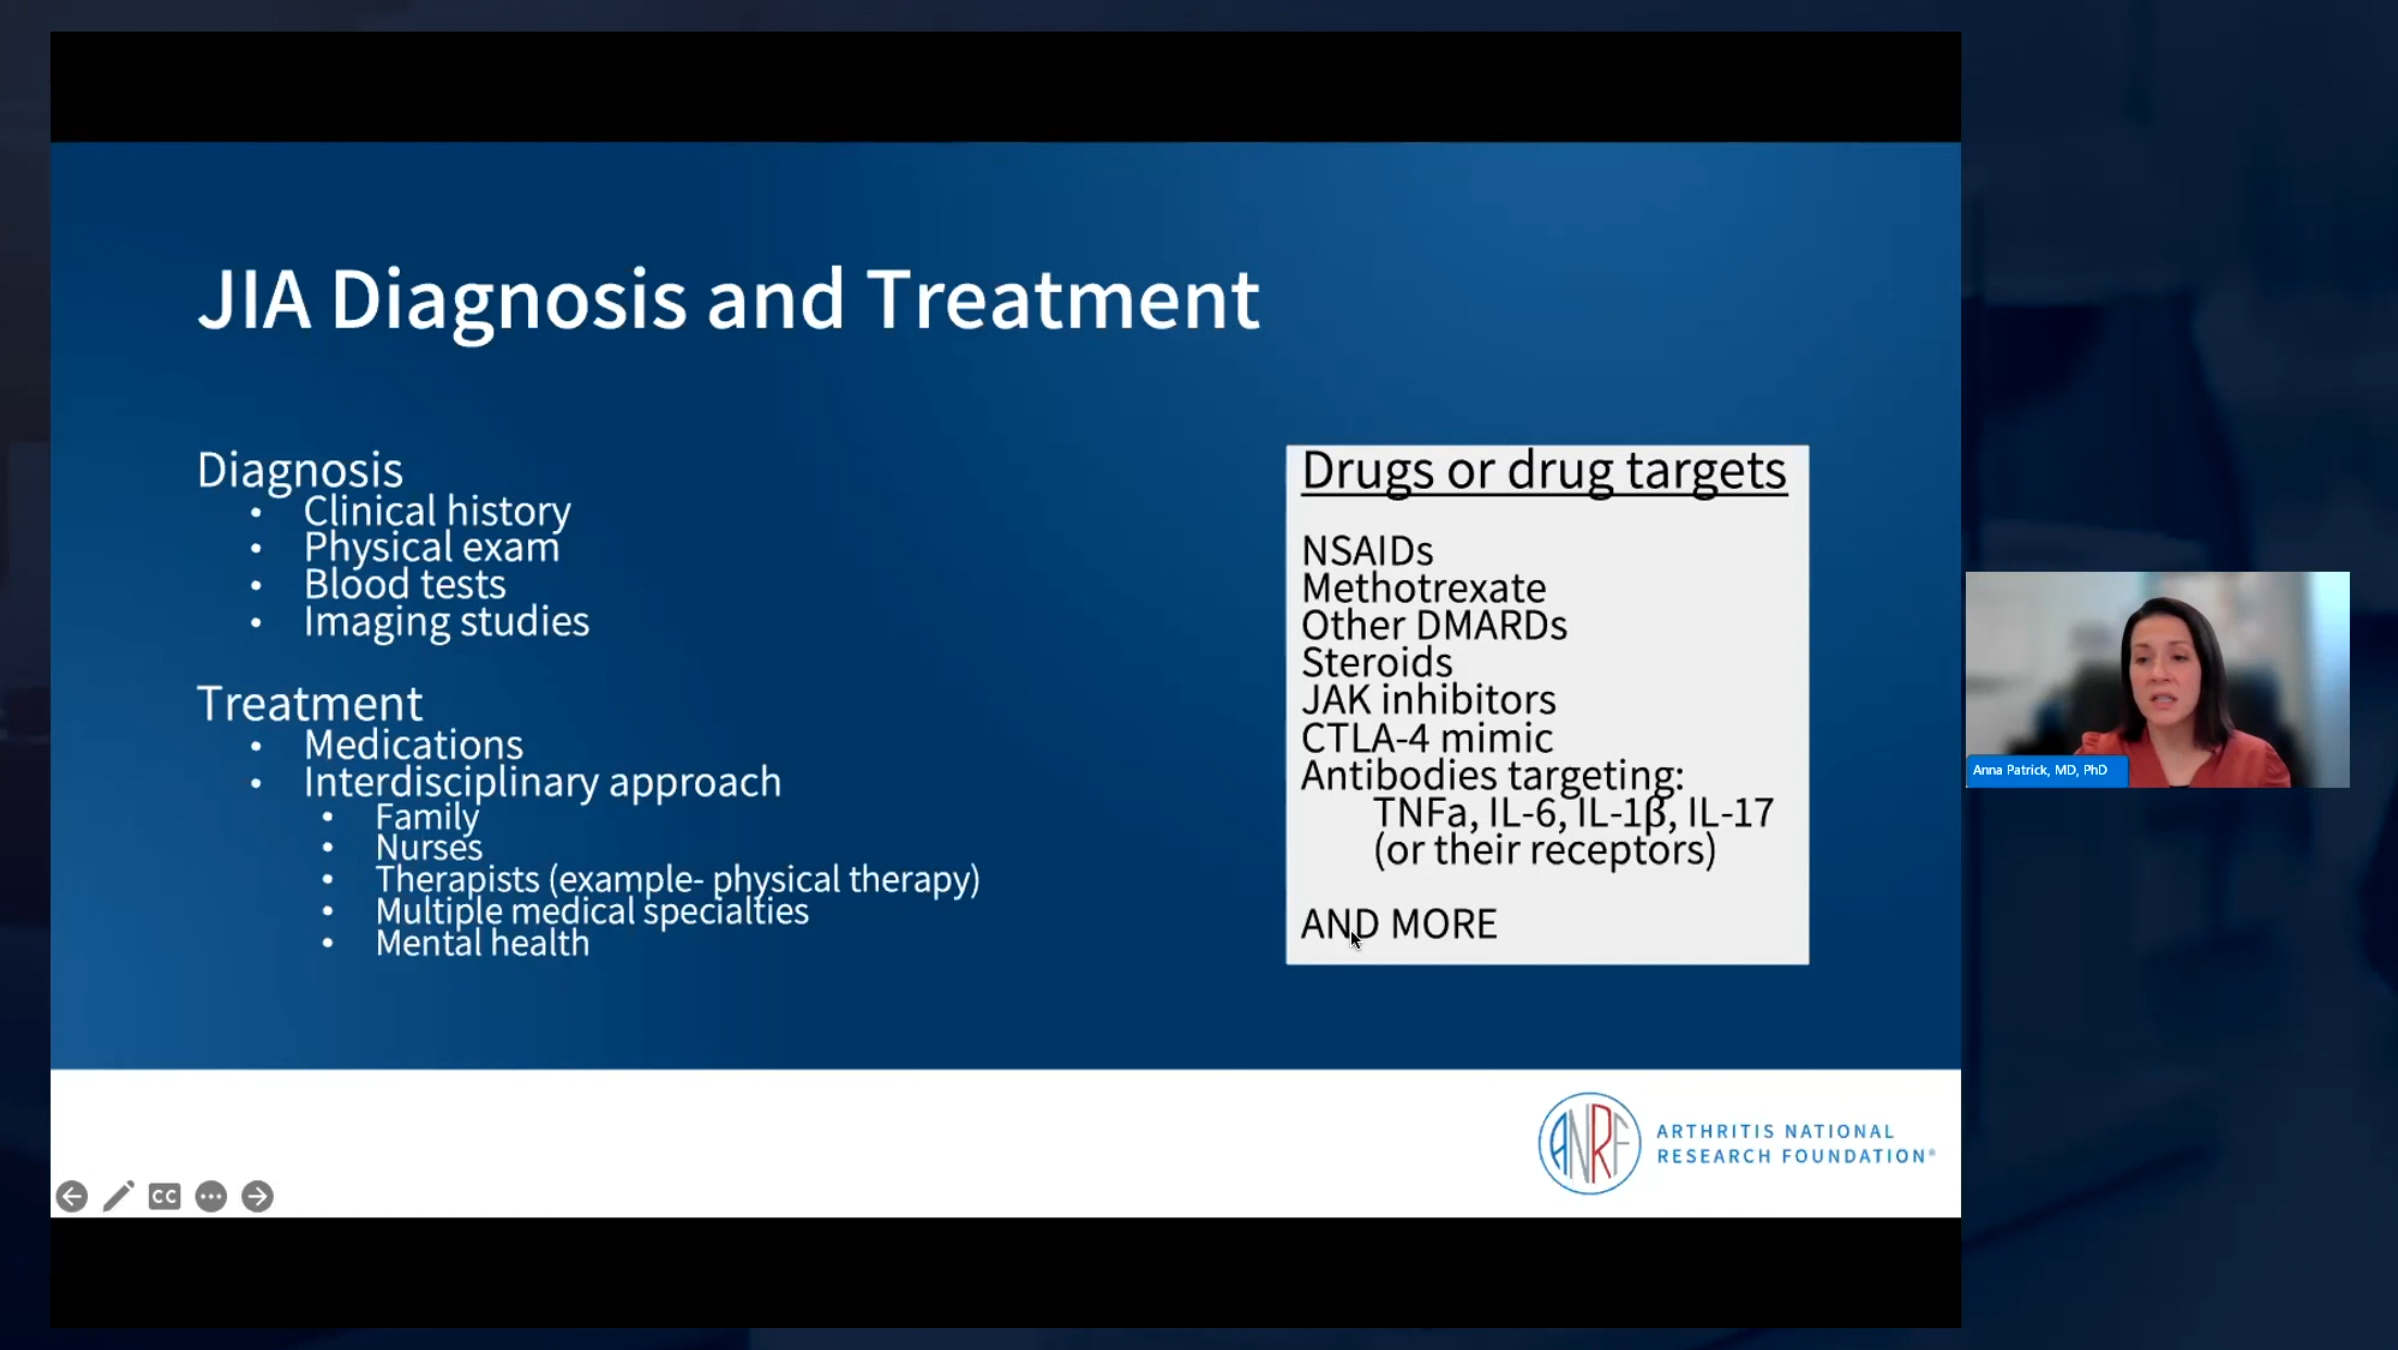 JIA Diagnosis and Treatment
Diagnosis
• Clinical history
• Physical exam
• Blood tests
• Imaging studies
Treatment
• Medications
• Interdisciplinary approach
• Family
• Nurses
• Therapists (example- physical therapy)
• Multiple medical specialties
• Mental health
Drugs or drug targets
NSAIDs
Methotrexate
Other DMARDs
Steroids
JAK inhibitors
CTLA-4 mimic
Antibodies targeting:
TNFa, IL-6, IL-1β, IL-17
(or their receptors)
AND MORE
Anna Patrick, MD, PhD
ANRF
ARTHRITIS NATIONAL
RESEARCH FOUNDATION®
CC